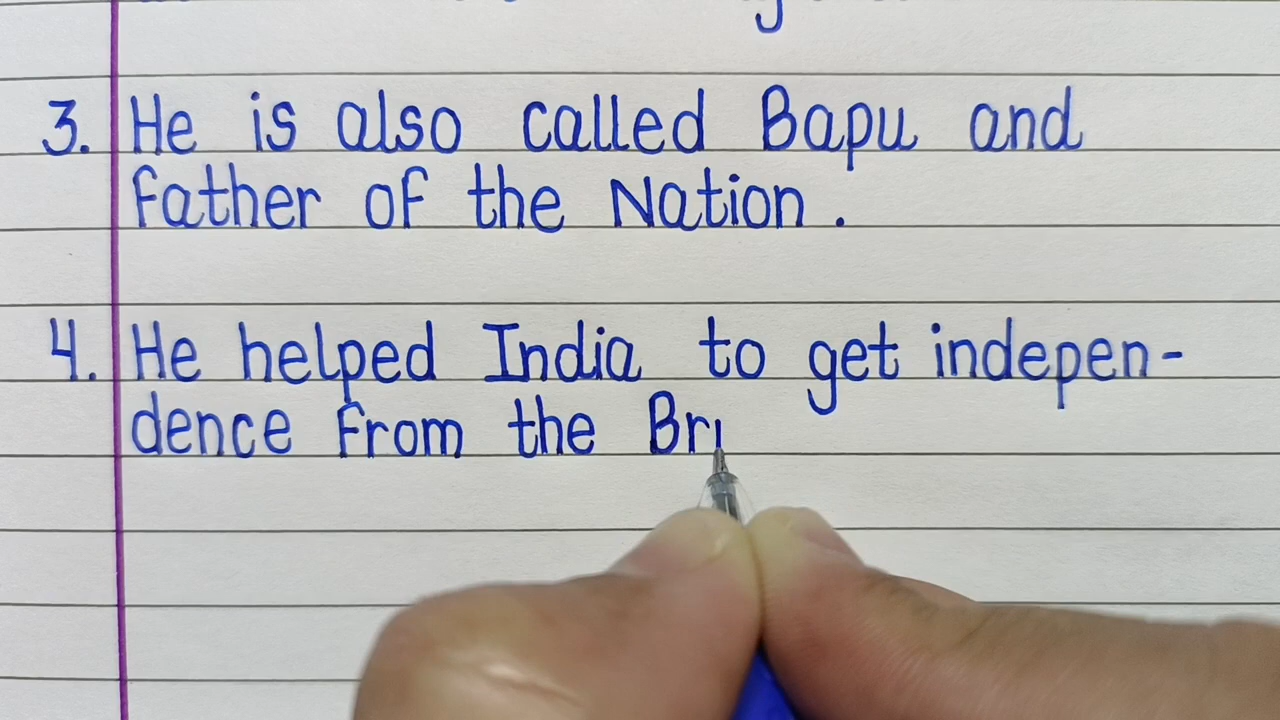 3. He is also called Bapu and
Father of the Nation.
4. He helped India to get indepen-
dence from the Bri